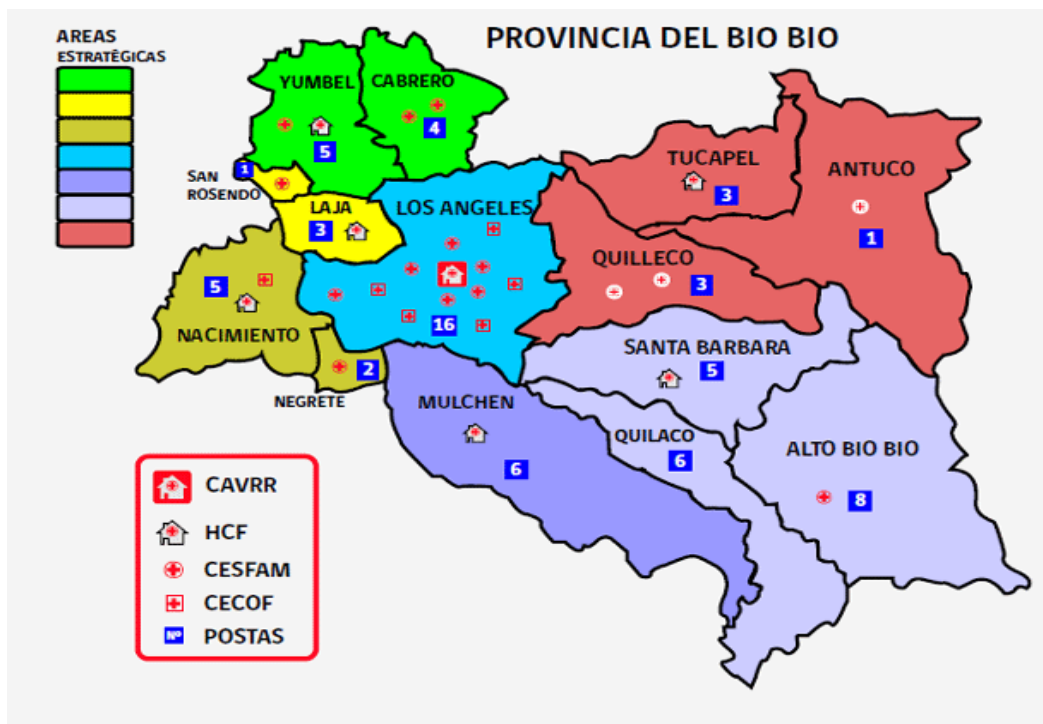 AREAS
ESTRATÈGICAS
PROVINCIA DEL BIO BIO
YUMBEL
CABRERO
4
5
1
SAN
ROSENDO
LAJA
3
LOS ANGELES
16
TUCAPEL
3
ANTUCO
1
QUILLECO
3
5
NACIMIENTO
2
NEGRETE
MULCHEN
6
SANTA BARBARA
5
QUILACO
6
ALTO BIO BIO
8
CAVRR
HCF
CESFAM
CECOF
Nº POSTAS